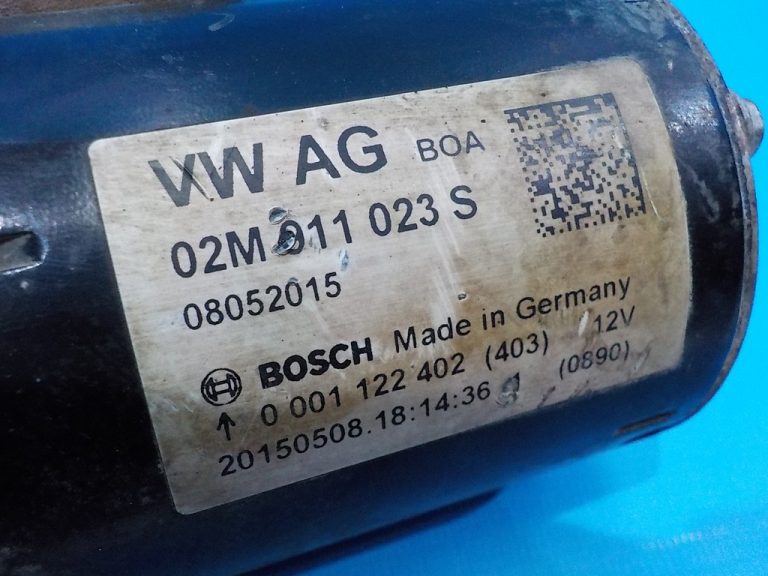 VW AG BOA
02M 911 023 S
08052015
BOSCH Made in Germany
↑ 0 001 122 402 (403) 12V
20150508.18:14:36 1 (0890)